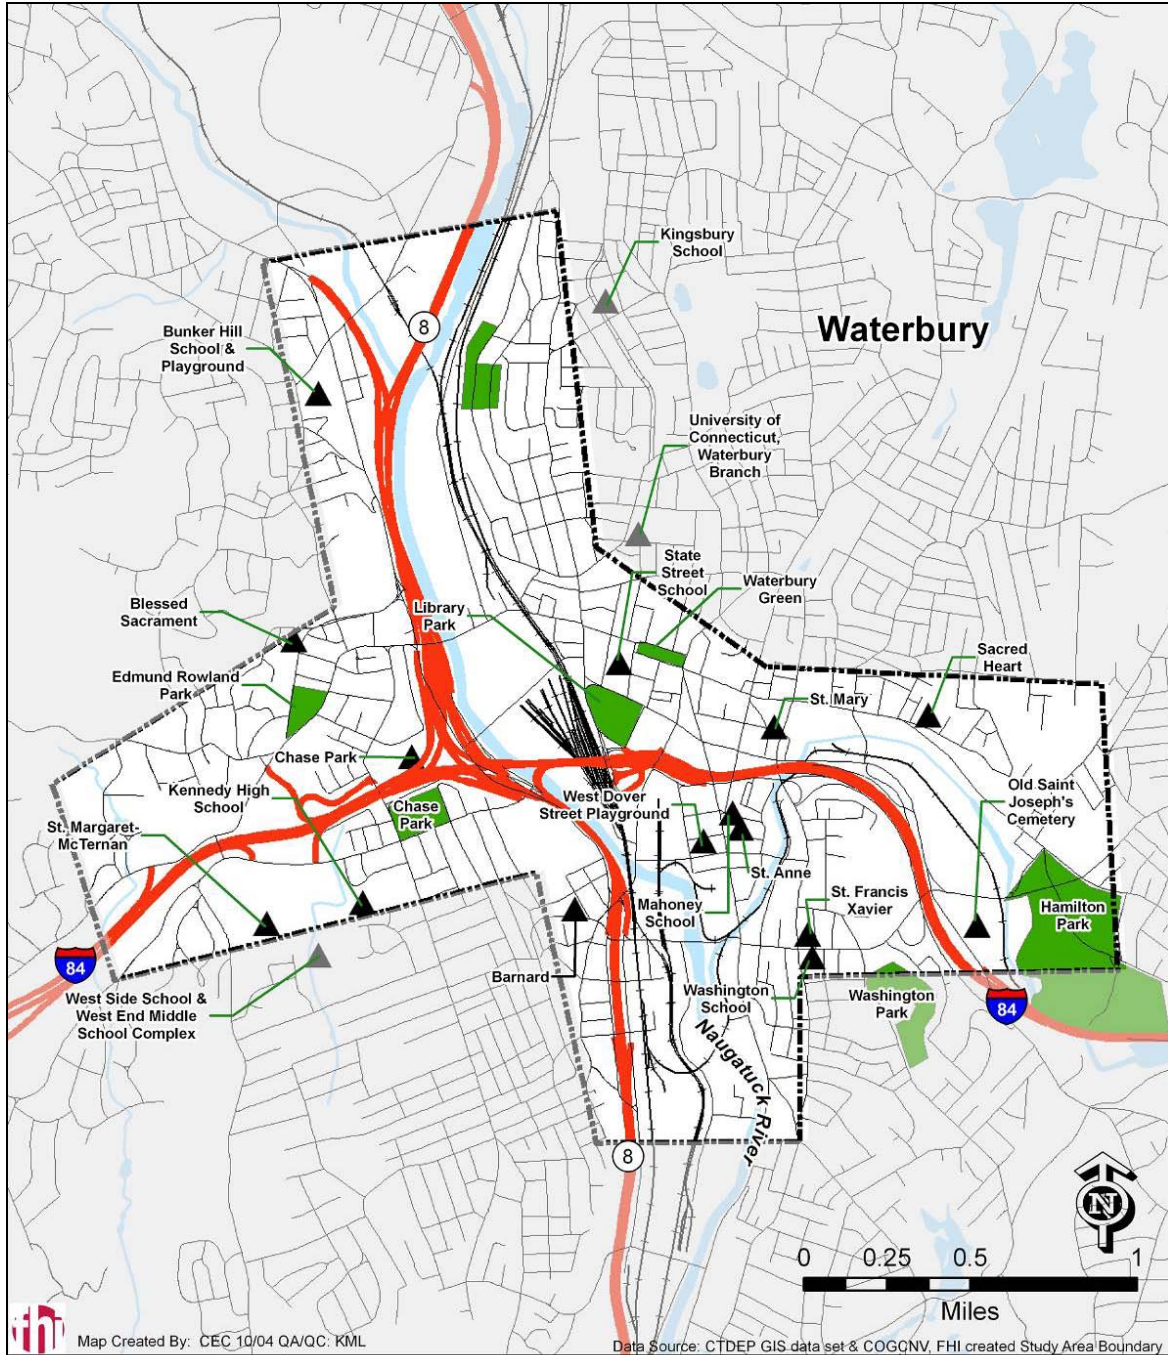 Kingsbury
School
Waterbury
8
Bunker Hill
School &
Playground
University of
Connecticut,
Waterbury
Branch
State
Street
School
Waterbury
Green
Blessed
Sacrament
Library
Park
Sacred
Heart
Edmund Rowland
Park
St. Mary
Chase Park
Kennedy High
School
Chase
Park
West Dover
Street Playground
Old Saint
Joseph's
Cemetery
St. Margaret-
McTernan
St. Anne
Mahoney
School
St. Francis
Xavier
Hamilton
Park
84
Barnard
West Side School &
West End Middle
School Complex
Washington
School
Washington
Park
84
Naugatuck River
8
N
0 0.25 0.5 1
Miles
fhi
Map Created By: CEC 10/04 QA/QC: KML
Data Source: CTDEP GIS data set & COGCNV, FHI created Study Area Boundary